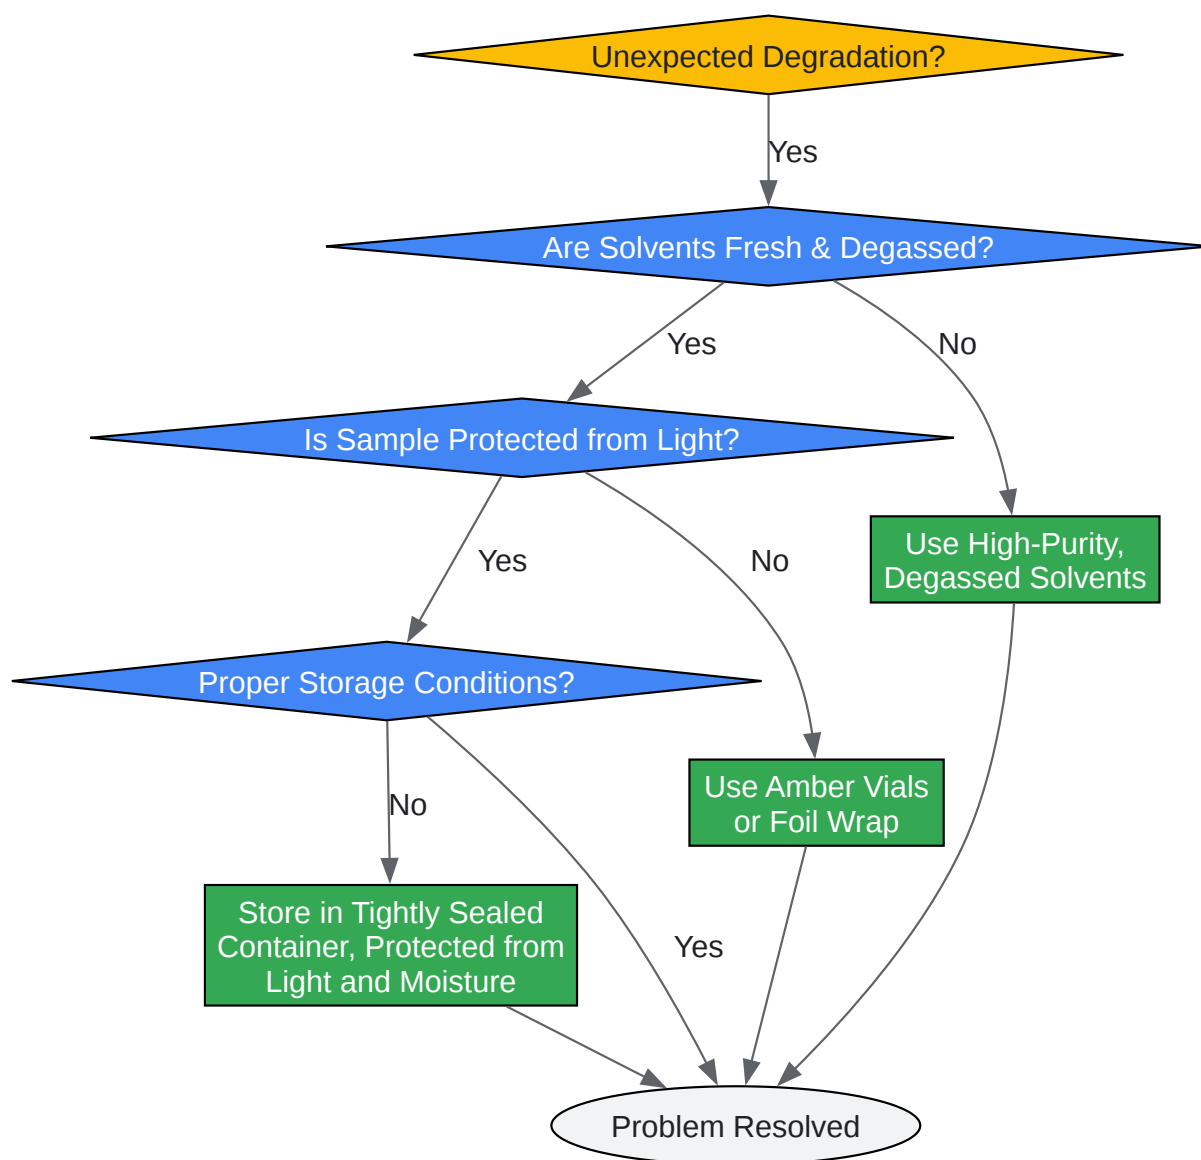 Unexpected Degradation?
Yes
Are Solvents Fresh & Degassed?
Yes
No
Is Sample Protected from Light?
Use High-Purity,
Degassed Solvents
Yes
No
Proper Storage Conditions?
Use Amber Vials
or Foil Wrap
No
Store in Tightly Sealed
Container, Protected from
Light and Moisture
Yes
Problem Resolved